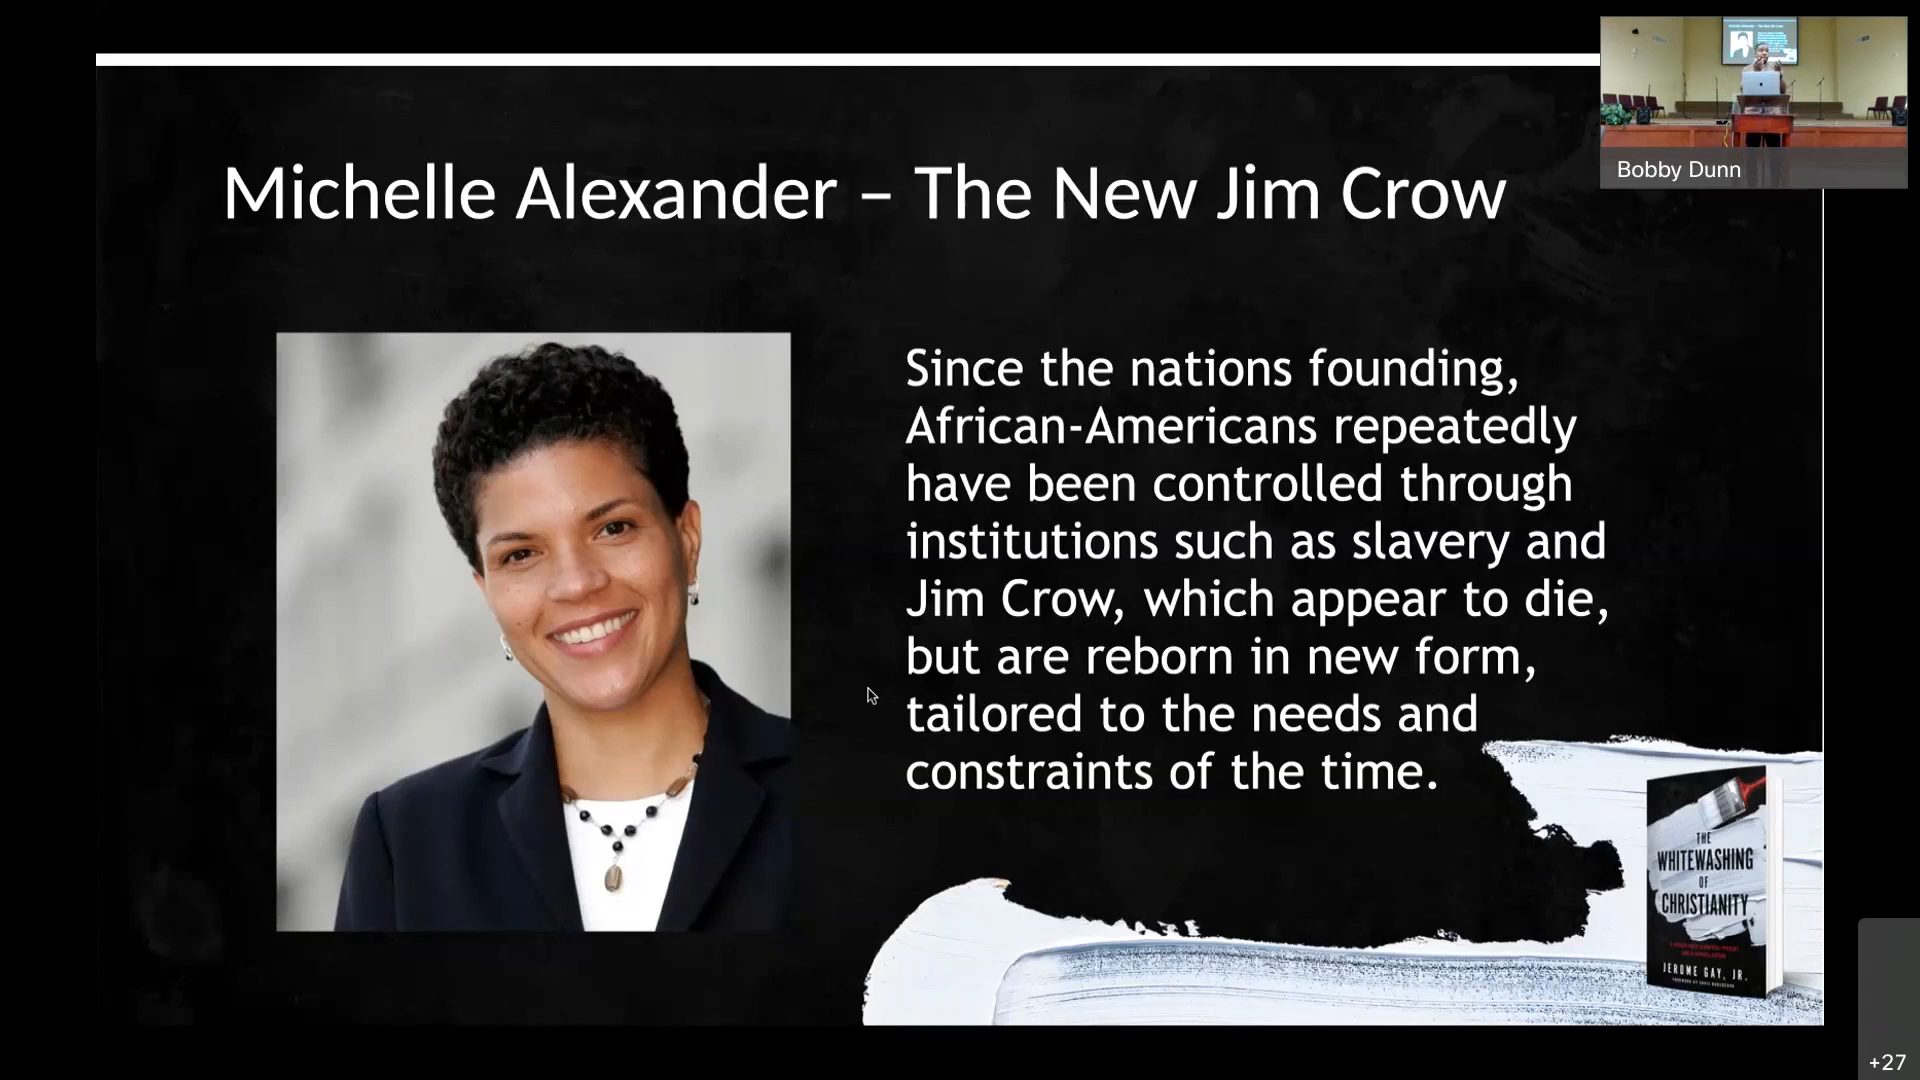 Michelle Alexander – The New Jim Crow
Since the nations founding,
African-Americans repeatedly
have been controlled through
institutions such as slavery and
Jim Crow, which appear to die,
but are reborn in new form,
tailored to the needs and
constraints of the time.
Bobby Dunn
THE
WHITEWASHING
OF
CHRISTIANITY
JEROME GAY, JR.
+27